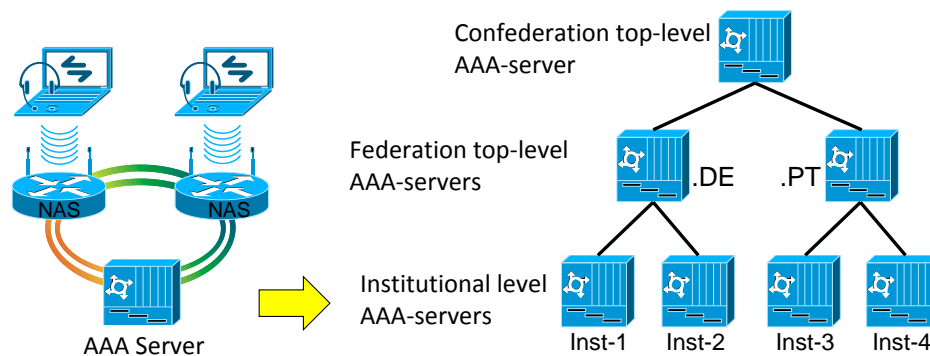 Confederation top-level
AAA-server
Federation top-level
AAA-servers
.DE
.PT
NAS
NAS
Institutional level
AAA-servers
AAA Server
Inst-1
Inst-2
Inst-3
Inst-4